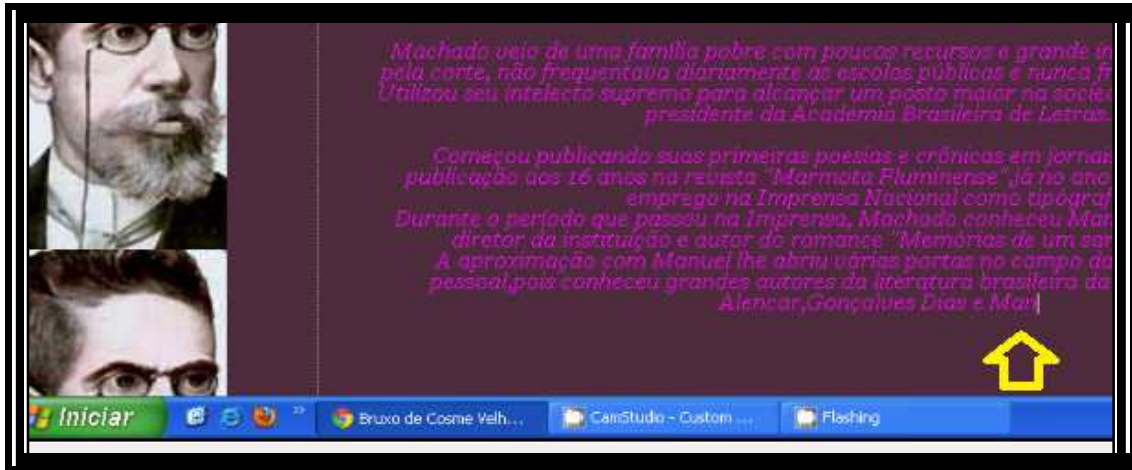 Machado veio de uma família pobre com poucos recursos e grande in
pela corte, não frequentava diariamente as escolas públicas e nunca fr
Utilizou seu intelecto supremo para alcançar um posto maior na socied
presidente da Academia Brasileira de Letras.
Começou publicando suas primeiras poesias e crônicas em jornai
publicação aos 16 anos na revista "Marmota Fluminense",já no ano
emprego na Imprensa Nacional como tipógraf
Durante o período que passou na Imprensa, Machado conheceu Man
diretor da instituição e autor do romance "Memórias de um sar
A aproximação com Manuel lhe abriu várias portas no campo da
pessoal,pois conheceu grandes autores da literatura brasileira da
Alencar,Gonçalves Dias e Man
Iniciar
Bruxo de Cosme Velh...
CamStudio - Custom ...
Flashing